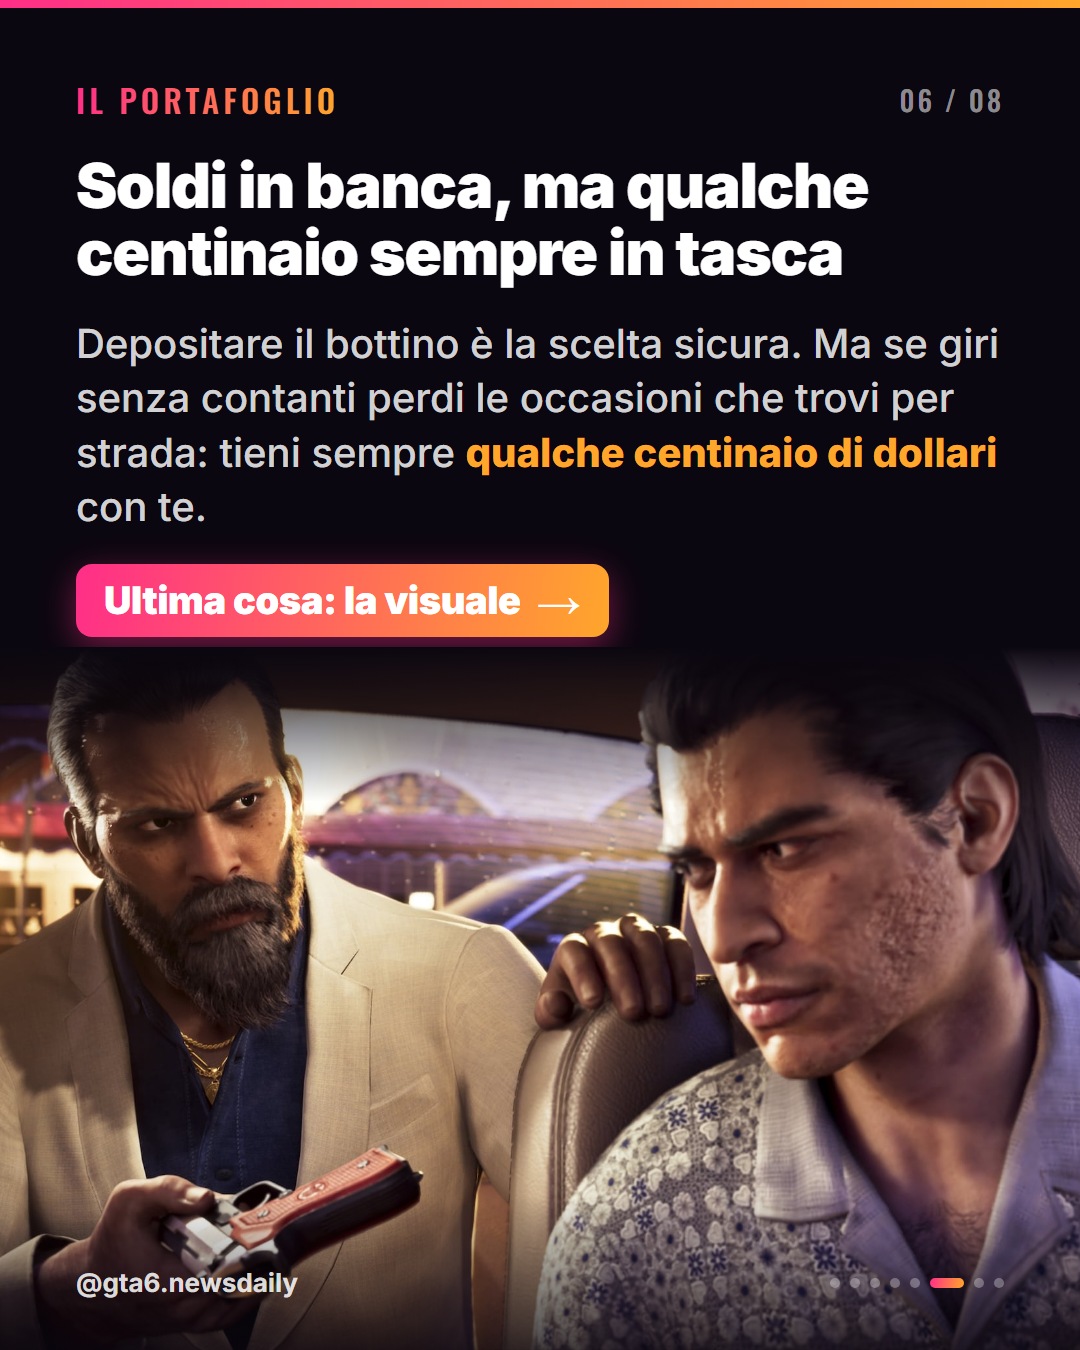 IL PORTAFOGLIO
06 / 08
Soldi in banca, ma qualche
centinaio sempre in tasca
Depositare il bottino è la scelta sicura. Ma se giri
senza contanti perdi le occasioni che trovi per
strada: tieni sempre qualche centinaio di dollari
con te.
Ultima cosa: la visuale →
@gta6.newsdaily